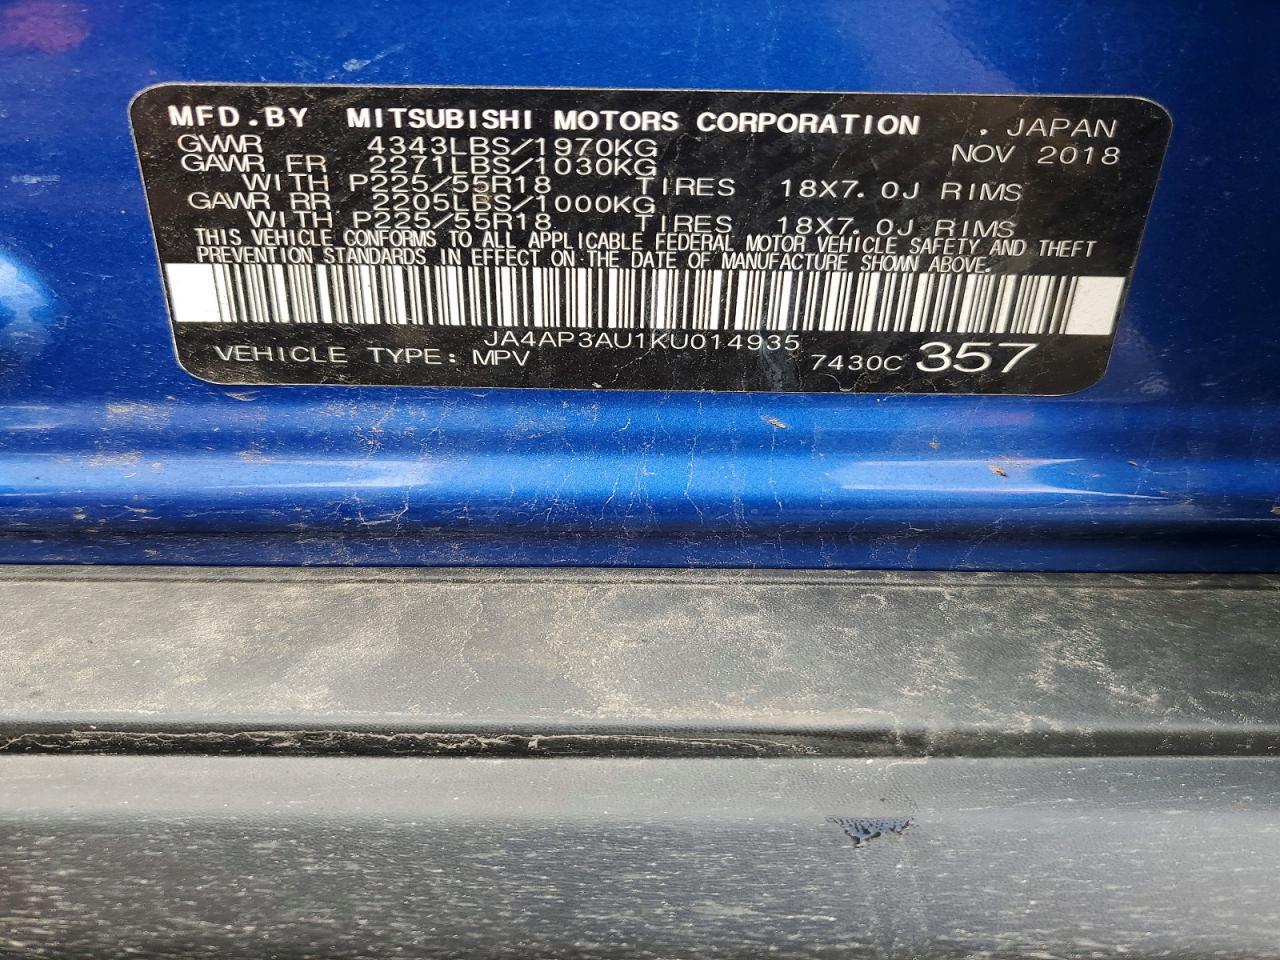 MFD.BY MITSUBISHI MOTORS CORPORATION , JAPAN
GVWR 4343LBS/1970KG NOV 2018
GAWR FR 2271LBS/1030KG
WITH P225/55R18 TIRES 18X7.0J RIMS
GAWR RR 2205LBS/1000KG
WITH P225/55R18 TIRES 18X7.0J RIMS
THIS VEHICLE CONFORMS TO ALL APPLICABLE FEDERAL MOTOR VEHICLE SAFETY AND THEFT
PREVENTION STANDARDS IN EFFECT ON THE DATE OF MANUFACTURE SHOWN ABOVE.
JA4AP3AU1KU014935
VEHICLE TYPE: MPV 7430C 357